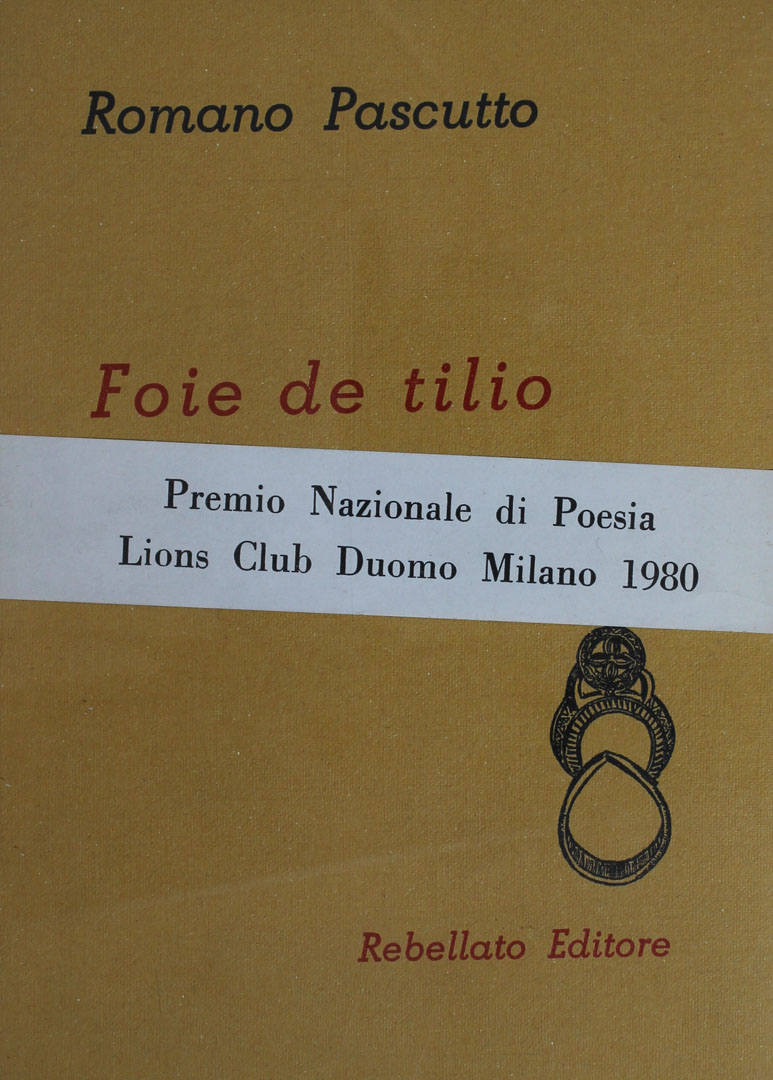 Romano Pascutto
Foie de tilio
Premio Nazionale di Poesia
Lions Club Duomo Milano 1980
Rebellato Editore